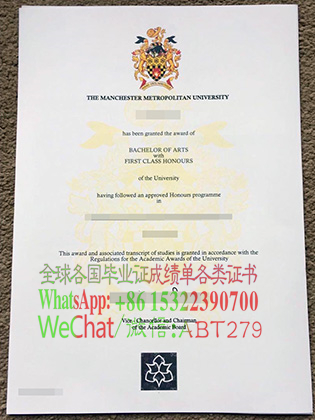 THE MANCHESTER METROPOLITAN UNIVERSITY
has been granted the award of
BACHELOR OF ARTS
with
FIRST CLASS HONOURS
of the University
having followed an approved Honours programme
in
This award and associated transcript of studies is granted in accordance with the
Regulations for the Academic Awards of the University
全球各国毕业证成绩单各类证书
WhatsApp: +86 15322390700
WeChat/微信: ABT279
Vice - Chancellor and Chairman
of the Academic Board